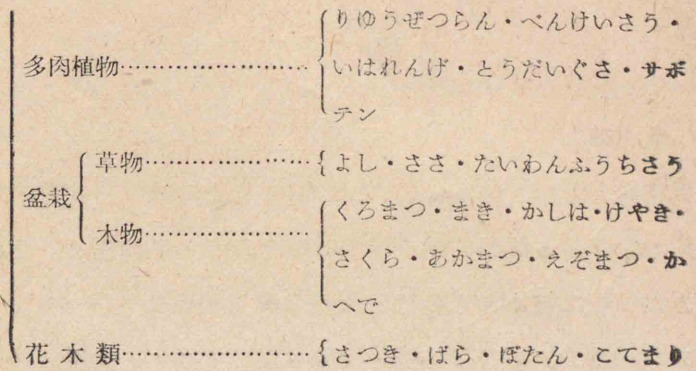 りゆうぜつらん・べんけいさう・
多肉植物……………………いはれんげ・とうだいぐさ・サボ
テン
草物…………………よし・ささ・たいわんふうちさう
盆栽
くろまつ・まき・かしは・けやき・
木物…………………
さくら・あかまつ・えぞまつ・か
へで
花木類……………………さつき・ばら・ぼたん・こてまり